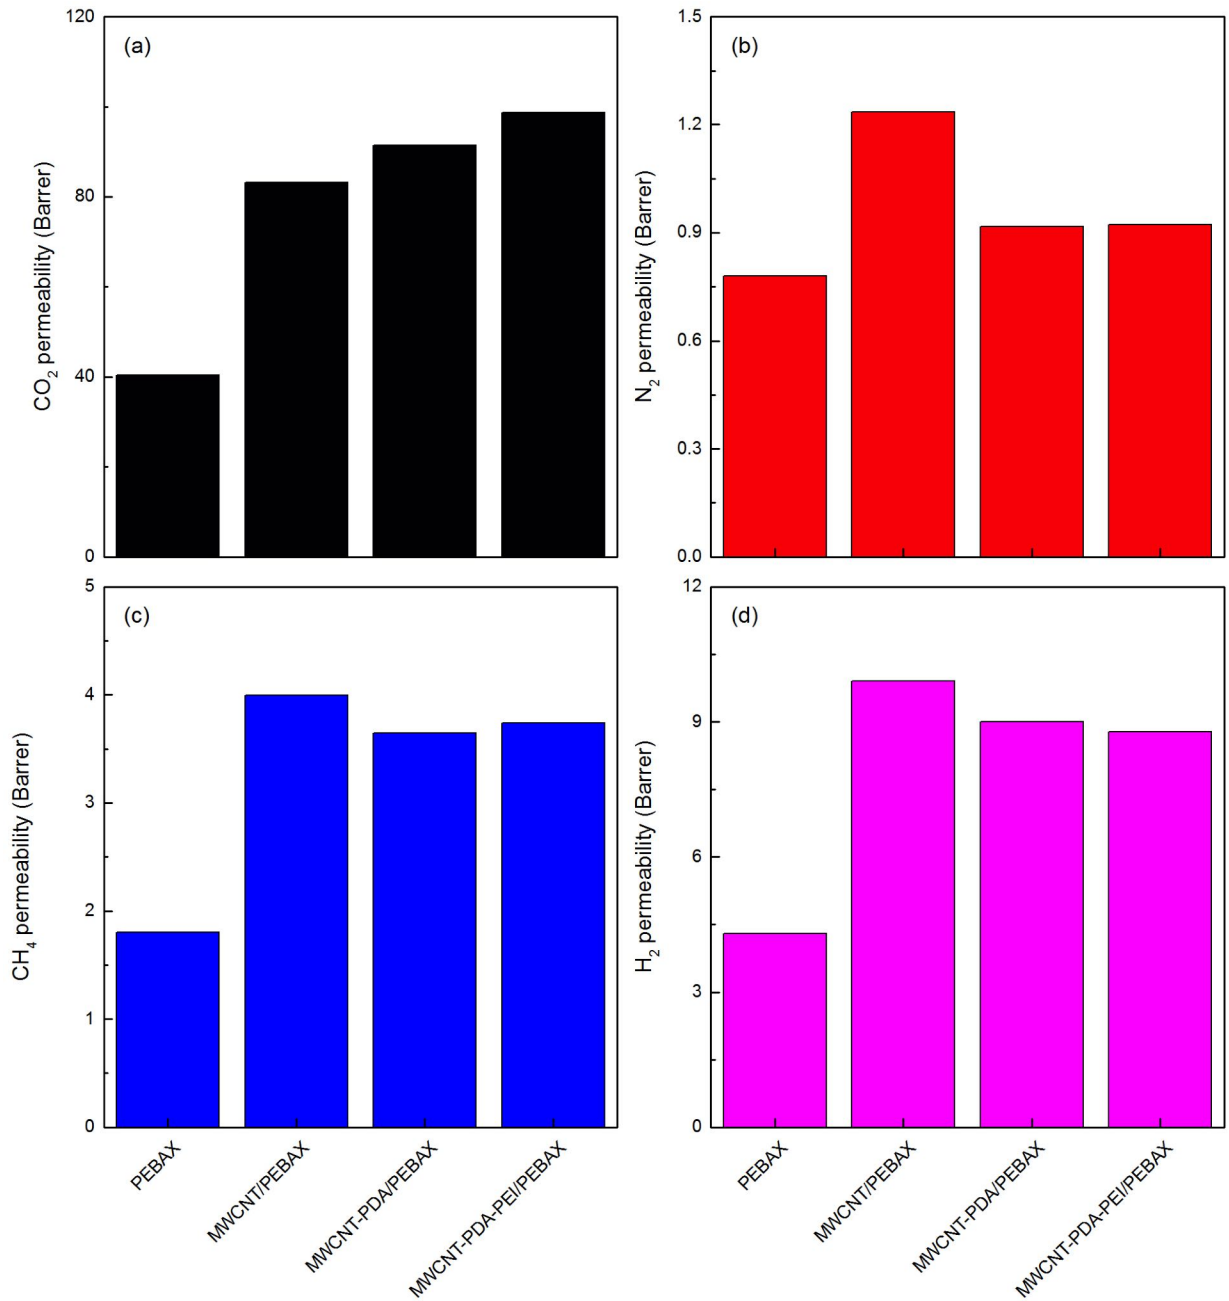 (a)
CO₂ permeability (Barrer)
120
80
40
0
(b)
N₂ permeability (Barrer)
1.5
1.2
0.9
0.6
0.3
0.0
(c)
CH₄ permeability (Barrer)
5
4
3
2
1
0
PEBAX
MWCNT/PEBAX
MWCNT-PDA/PEBAX
MWCNT-PDA-PEI/PEBAX
(d)
H₂ permeability (Barrer)
12
9
6
3
0
PEBAX
MWCNT/PEBAX
MWCNT-PDA/PEBAX
MWCNT-PDA-PEI/PEBAX